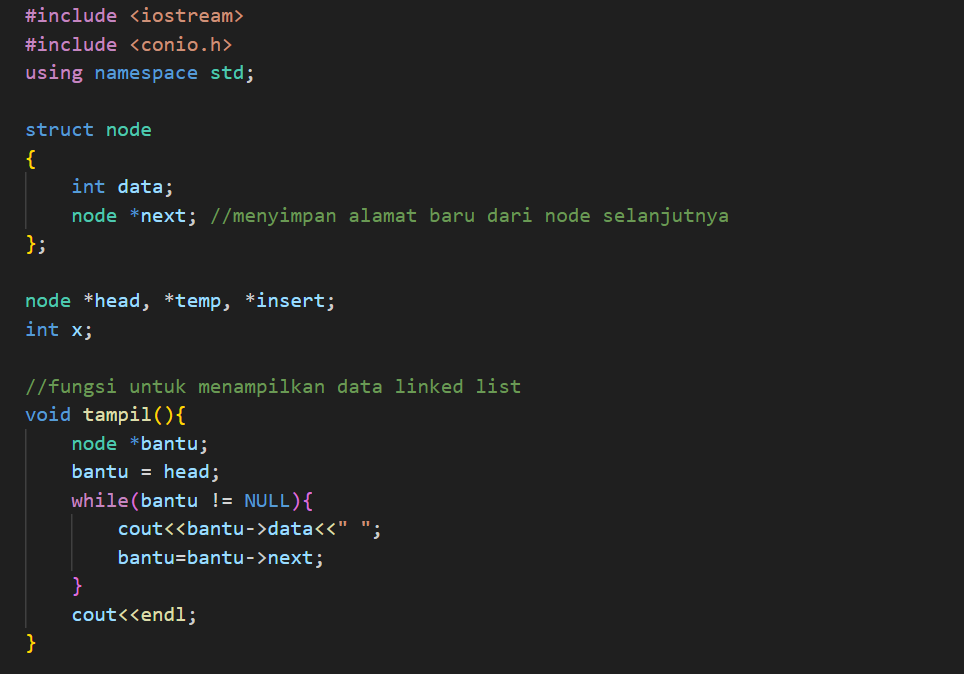 #include <iostream>
#include <conio.h>
using namespace std;
struct node
{
int data;
node *next; //menyimpan alamat baru dari node selanjutnya
};
node *head, *temp, *insert;
int x;
//fungsi untuk menampilkan data linked list
void tampil(){
node *bantu;
bantu = head;
while(bantu != NULL){
cout<<bantu->data<<" ";
bantu=bantu->next;
}
cout<<endl;
}